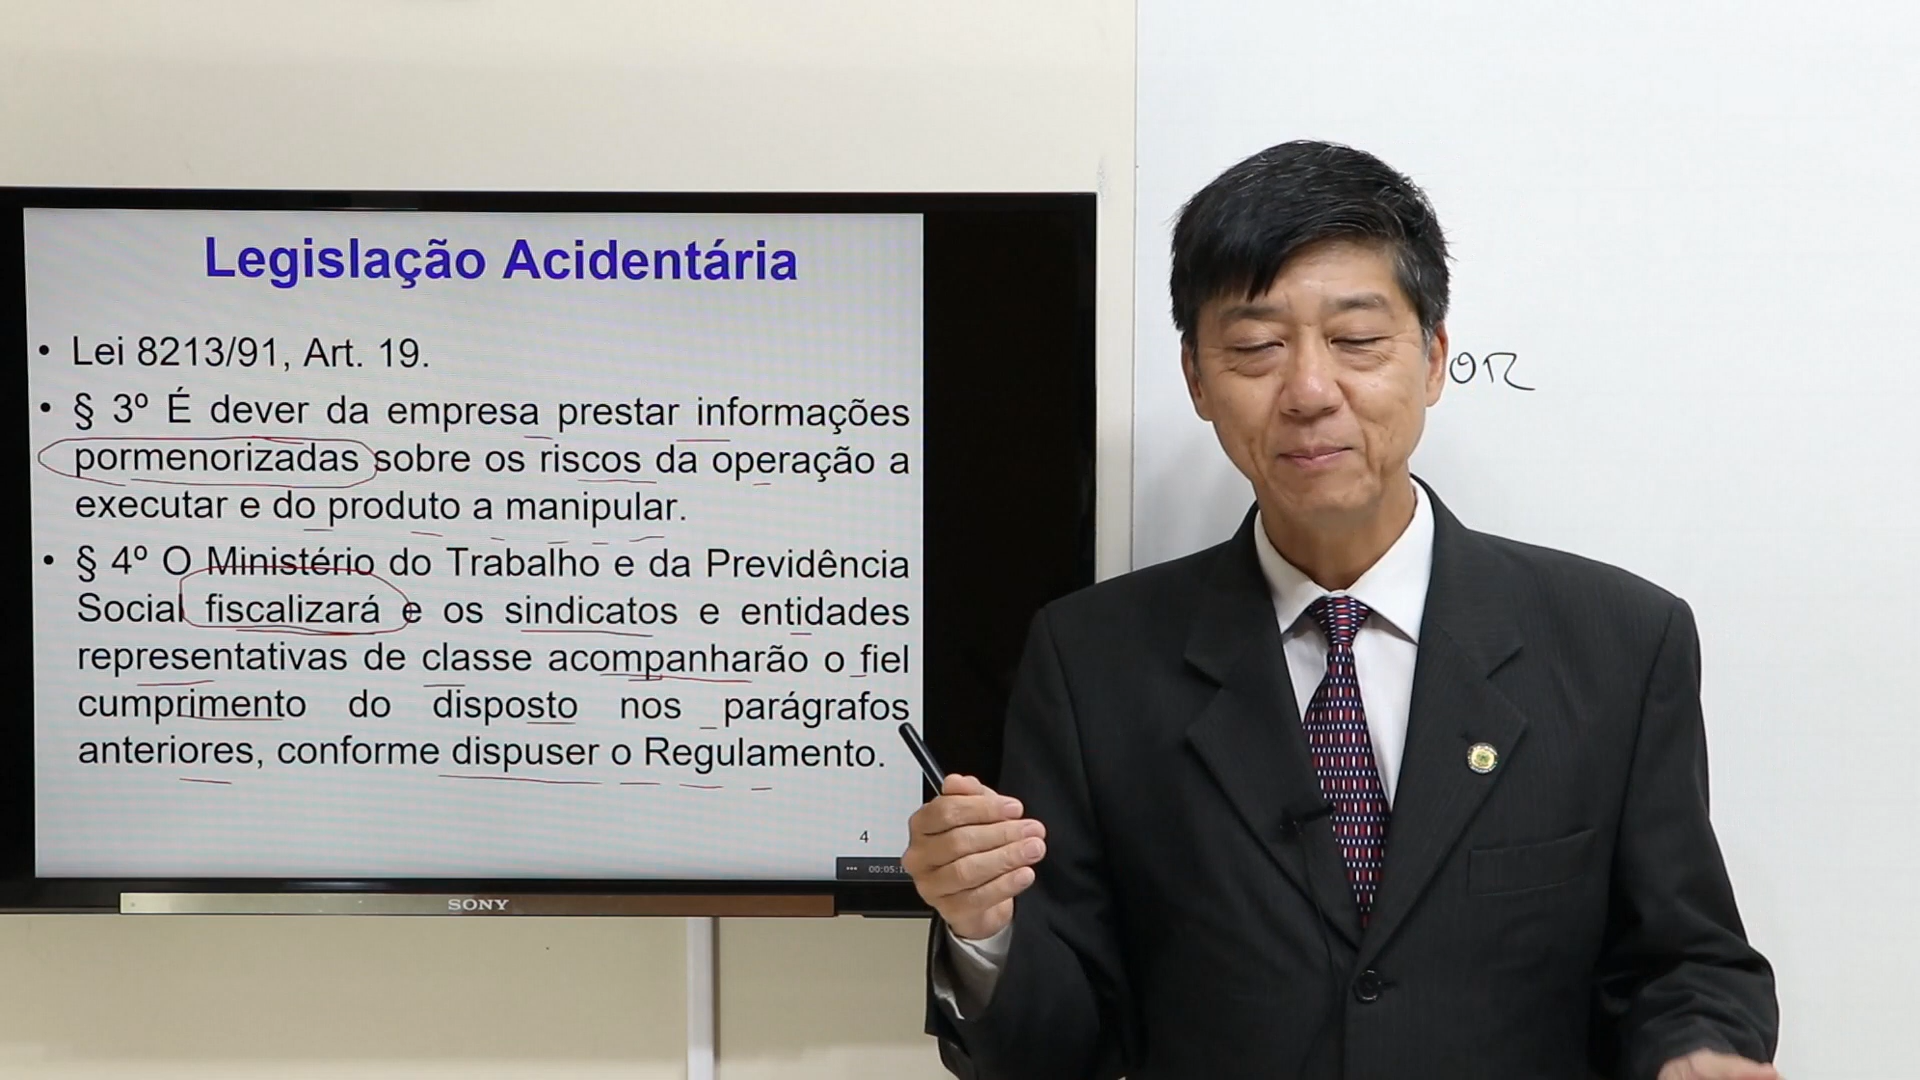 Legislação Acidentária
• Lei 8213/91, Art. 19.
• § 3º É dever da empresa prestar informações
pormenorizadas sobre os riscos da operação a
executar e do produto a manipular.
• § 4º O Ministério do Trabalho e da Previdência
Social fiscalizará e os sindicatos e entidades
representativas de classe acompanharão o fiel
cumprimento do disposto nos parágrafos
anteriores, conforme dispuser o Regulamento.
4
SONY